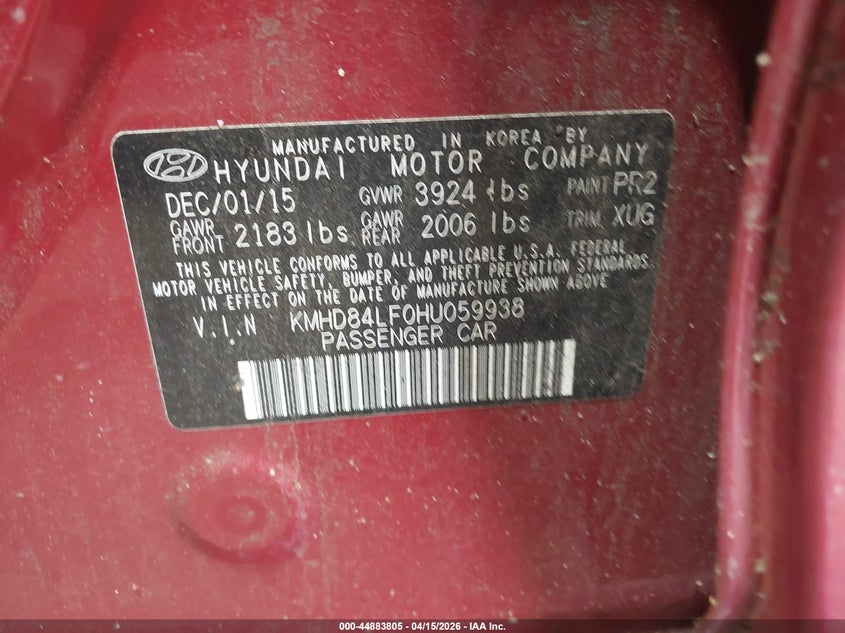 MANUFACTURED IN KOREA BY
HYUNDAI MOTOR COMPANY
DEC/01/15 GVWR 3924 lbs PAINT PR2
GAWR FRONT 2183 lbs GAWR REAR 2006 lbs TRIM XUG
THIS VEHICLE CONFORMS TO ALL APPLICABLE U.S.A. FEDERAL
MOTOR VEHICLE SAFETY, BUMPER, AND THEFT PREVENTION STANDARDS
IN EFFECT ON THE DATE OF MANUFACTURE SHOWN ABOVE
V.I.N KMHD84LF0HU059938
PASSENGER CAR
000-44883805 - 04/15/2026 - IAA Inc.